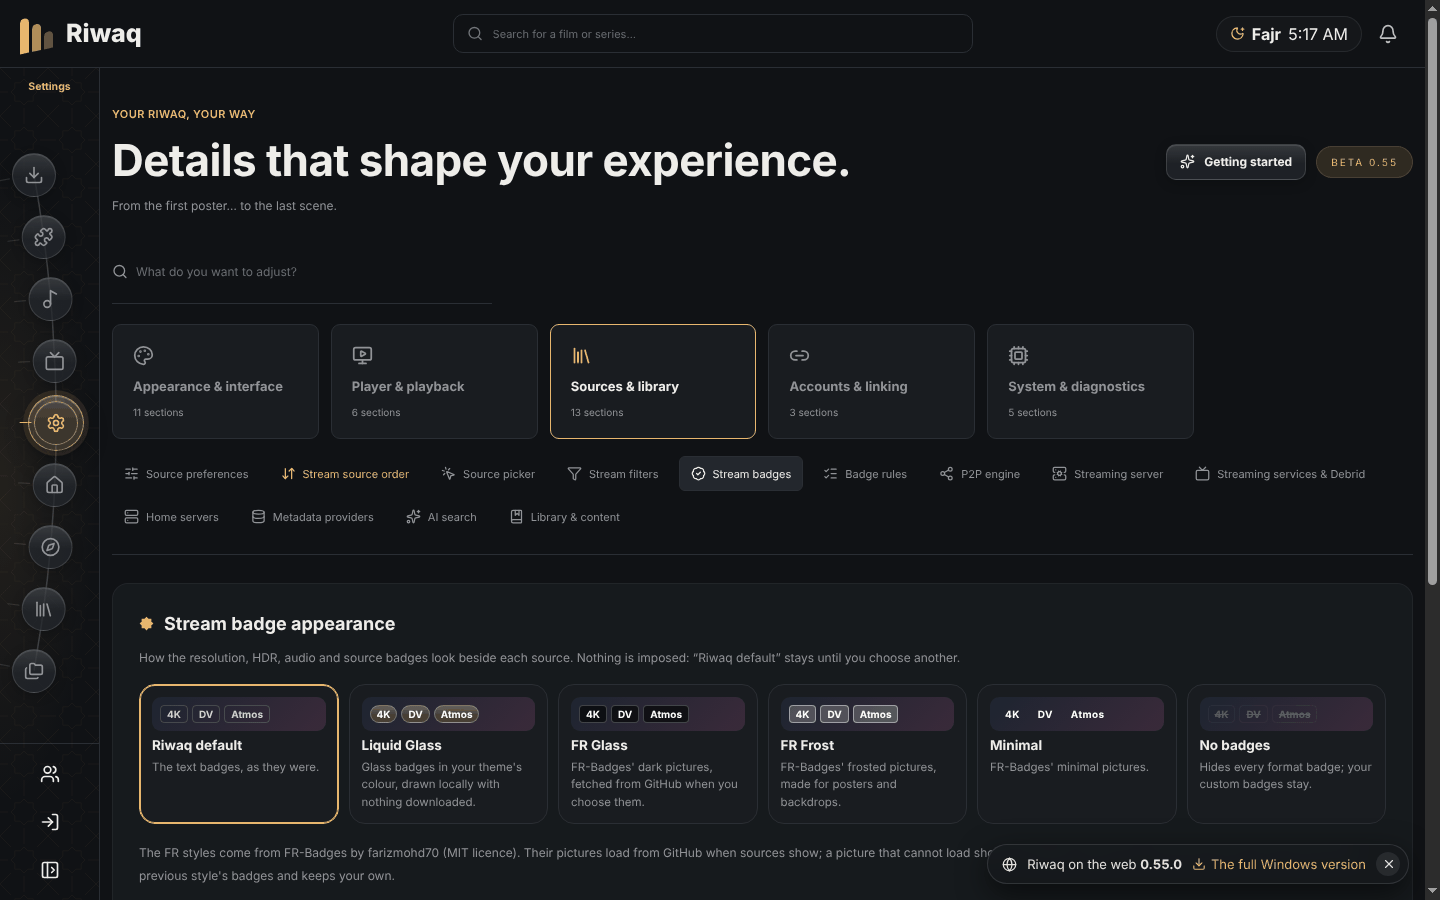 Riwaq
Search for a film or series...
Fajr 5:17 AM
Settings
YOUR RIWAQ, YOUR WAY
Details that shape your experience.
Getting started
BETA 0.55
From the first poster... to the last scene.
What do you want to adjust?
Appearance & interface
11 sections
Player & playback
6 sections
Sources & library
13 sections
Accounts & linking
3 sections
System & diagnostics
5 sections
Source preferences
Stream source order
Source picker
Stream filters
Stream badges
Badge rules
P2P engine
Streaming server
Streaming services & Debrid
Home servers
Metadata providers
AI search
Library & content
Stream badge appearance
How the resolution, HDR, audio and source badges look beside each source. Nothing is imposed: “Riwaq default” stays until you choose another.
4K DV Atmos
Riwaq default
The text badges, as they were.
4K DV Atmos
Liquid Glass
Glass badges in your theme's
colour, drawn locally with
nothing downloaded.
4K DV Atmos
FR Glass
FR-Badges' dark pictures,
fetched from GitHub when you
choose them.
4K DV Atmos
FR Frost
FR-Badges' frosted pictures,
made for posters and
backdrops.
4K DV Atmos
Minimal
FR-Badges' minimal pictures.
4K DV Atmos
No badges
Hides every format badge; your
custom badges stay.
The FR styles come from FR-Badges by farizmohd70 (MIT licence). Their pictures load from GitHub when sources show; a picture that cannot load
previous style's badges and keeps your own.
Riwaq on the web 0.55.0
The full Windows version